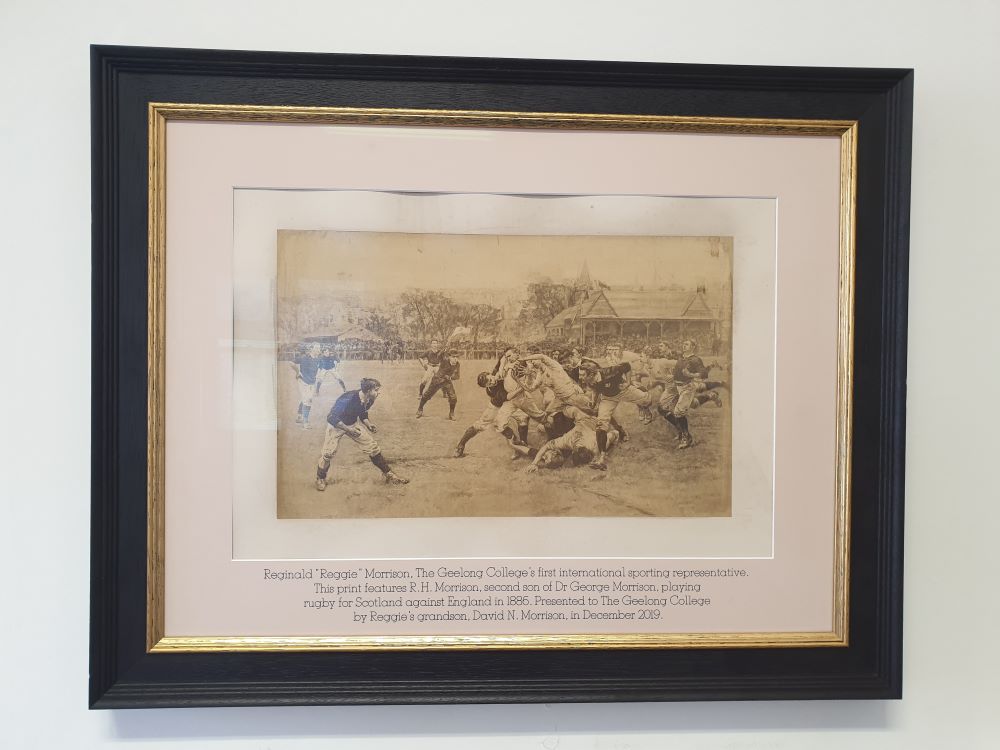 Reginald "Reggie" Morrison, The Geelong College's first international sporting representative.
This print features R.H. Morrison, second son of Dr George Morrison, playing
rugby for Scotland against England in 1886. Presented to The Geelong College
by Reggie's grandson, David N. Morrison, in December 2019.